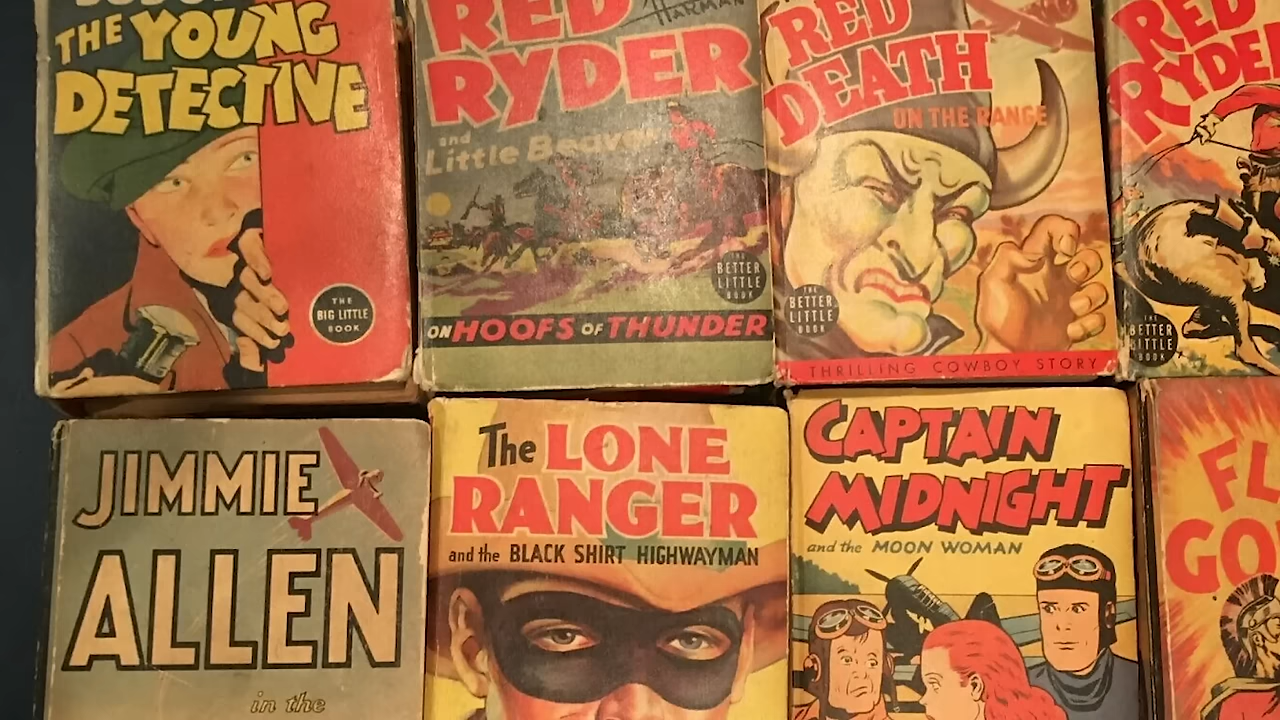 THE YOUNG
DETECTIVE
THE
BIG LITTLE
BOOK
RED
HARMAN
RYDER
and
Little Beaver
THE
BETTER
LITTLE
BOOK
ON HOOFS OF THUNDER
RED
DEATH
ON THE RANGE
THE
BETTER
LITTLE
BOOK
THRILLING COWBOY STORY
RED
RYDE
THE
BETTER
LITTLE
BOOK
JIMMIE
ALLEN
in the
The LONE
RANGER
and the BLACK SHIRT HIGHWAYMAN
CAPTAIN
MIDNIGHT
and the MOON WOMAN
FL
GO